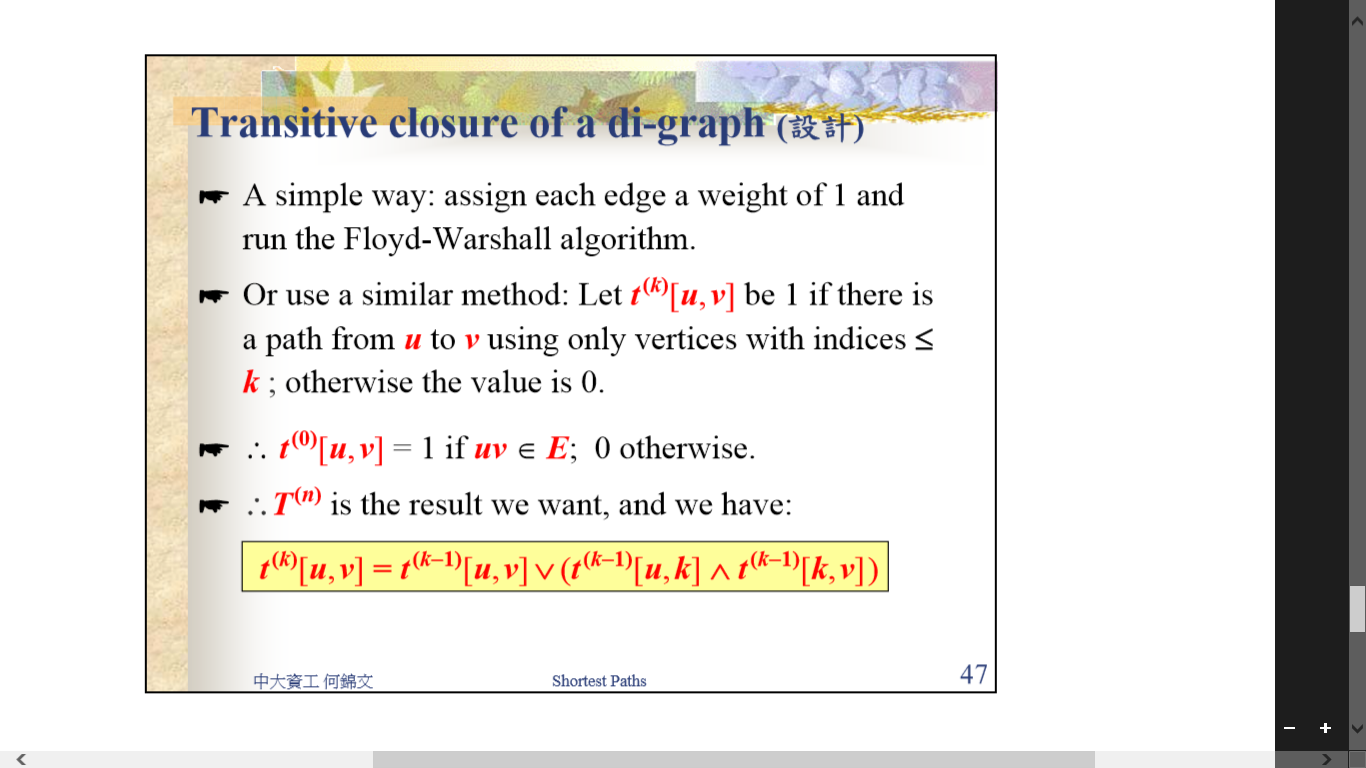 Transitive closure of a di-graph (設計)
A simple way: assign each edge a weight of 1 and
run the Floyd-Warshall algorithm.
Or use a similar method: Let t^(k)[u, v] be 1 if there is
a path from u to v using only vertices with indices ≤
k ; otherwise the value is 0.
∴ t^(0)[u, v] = 1 if uv ∈ E; 0 otherwise.
∴ T^(n) is the result we want, and we have:
t^(k)[u, v] = t^(k−1)[u, v] ∨ (t^(k−1)[u, k] ∧ t^(k−1)[k, v])
中大資工 何錦文 Shortest Paths 47